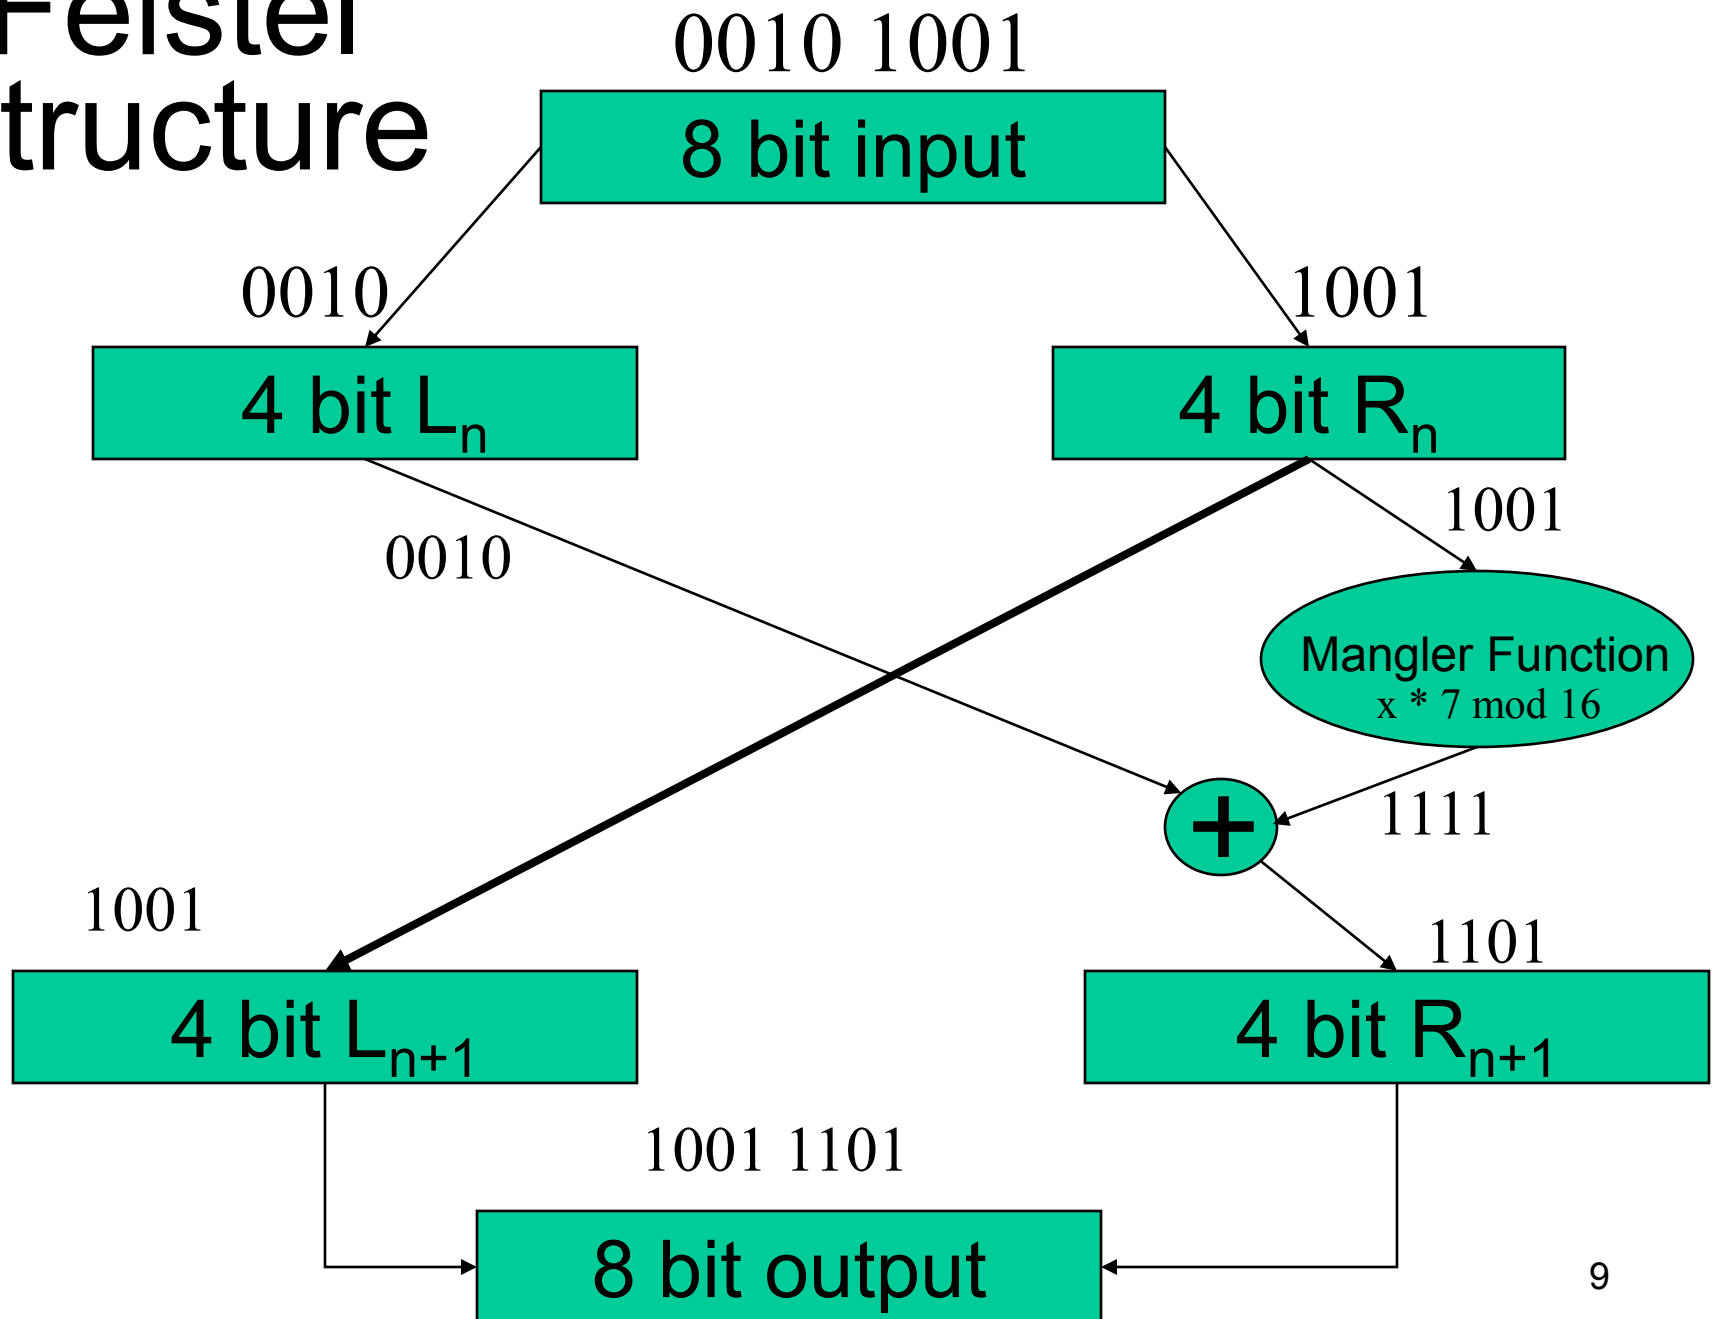 Feistel
tructure
0010 1001
8 bit input
0010
1001
4 bit Ln
4 bit Rn
1001
0010
Mangler Function
x * 7 mod 16
+
1111
1001
1101
4 bit Ln+1
4 bit Rn+1
1001 1101
8 bit output
9